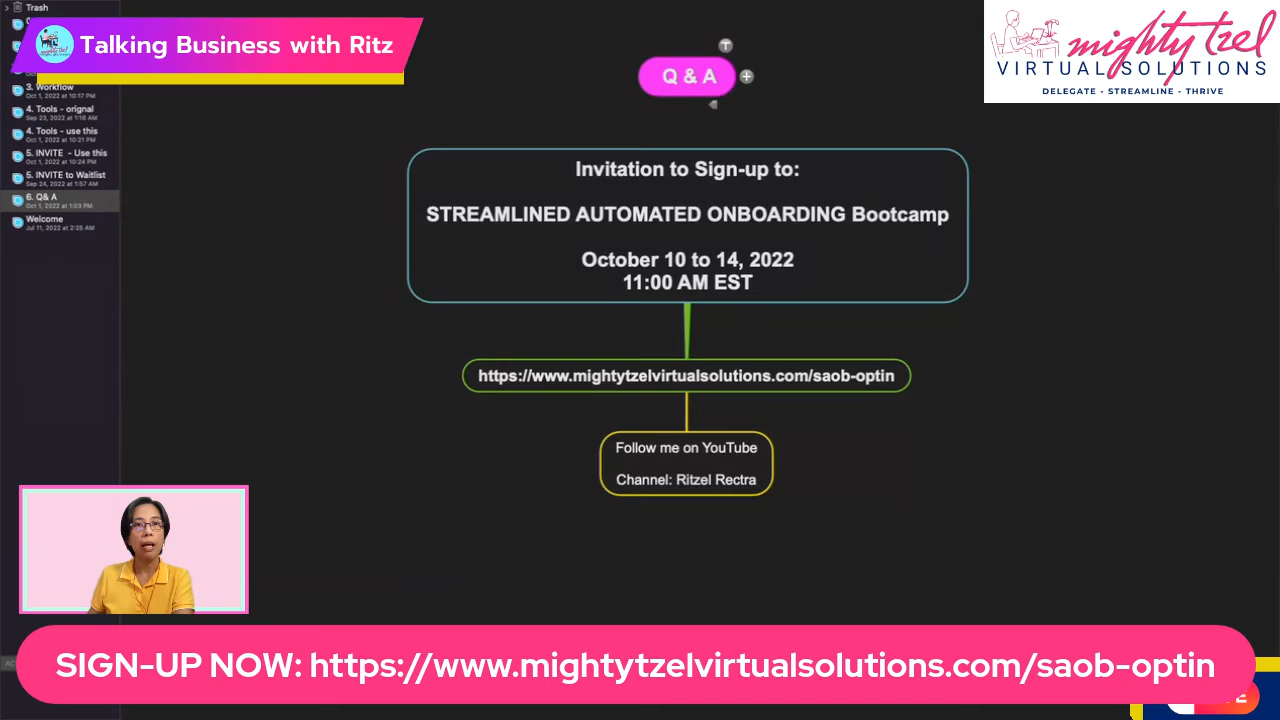 Trash
Talking Business with Ritz
3. Workflow
Oct 1, 2022 at 10:17 PM
4. Tools - orignal
Sep 23, 2022 at 1:16 AM
4. Tools - use this
Oct 1, 2022 at 10:21 PM
5. INVITE - Use this
Oct 1, 2022 at 10:24 PM
5. INVITE to Waitlist
Sep 24, 2022 at 1:57 AM
6. Q& A
Oct 1, 2022 at 1:03 PM
Welcome
Jul 11, 2022 at 2:25 AM
T
Q & A
mighty tzel
VIRTUAL SOLUTIONS
DELEGATE - STREAMLINE - THRIVE
Invitation to Sign-up to:
STREAMLINED AUTOMATED ONBOARDING Bootcamp
October 10 to 14, 2022
11:00 AM EST
https://www.mightytzelvirtualsolutions.com/saob-optin
Follow me on YouTube
Channel: Ritzel Rectra
SIGN-UP NOW: https://www.mightytzelvirtualsolutions.com/saob-optin